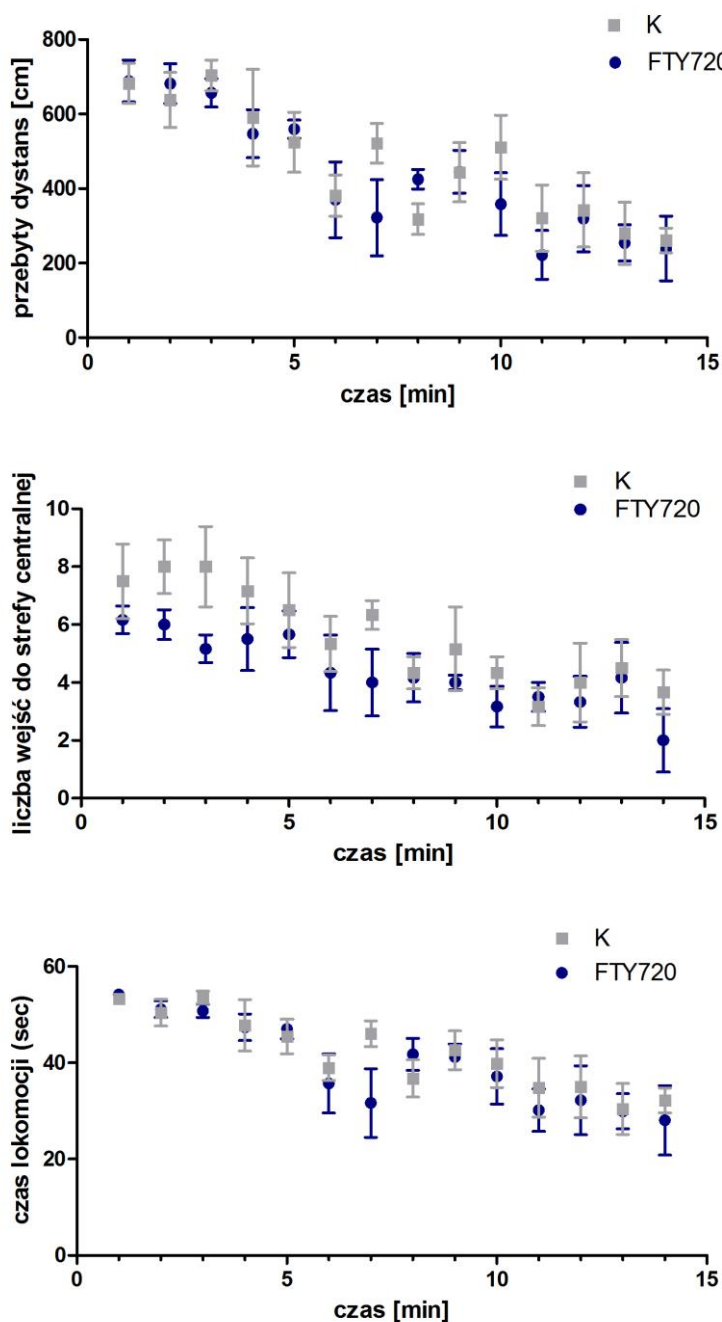 K
FTY720
800
600
400
200
0
0 5 10 15
przebyty dystans [cm]
czas [min]
K
FTY720
10
8
6
4
2
0
0 5 10 15
liczba wejść do strefy centralnej
czas [min]
K
FTY720
60
40
20
0
0 5 10 15
czas lokomocji (sec)
czas [min]